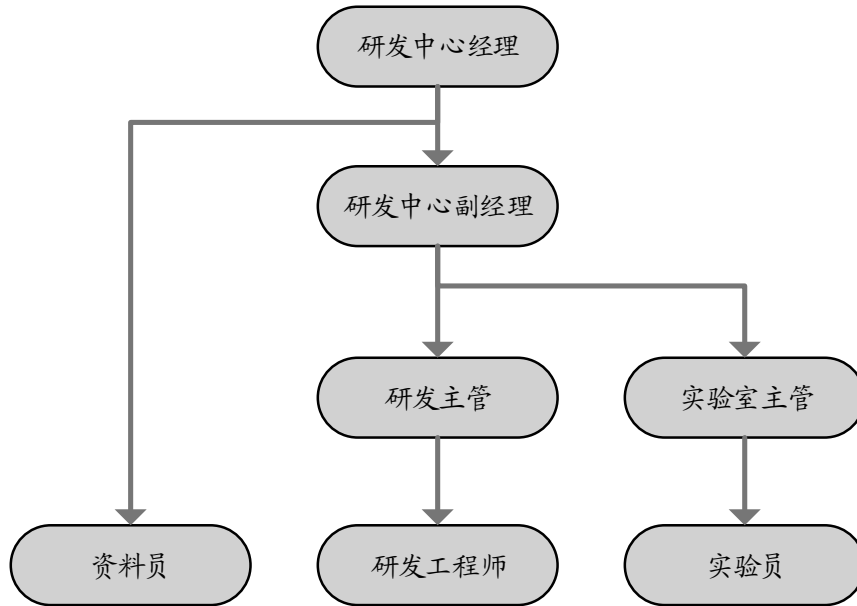 研发中心经理
研发中心副经理
研发主管
实验室主管
资料员
研发工程师
实验员